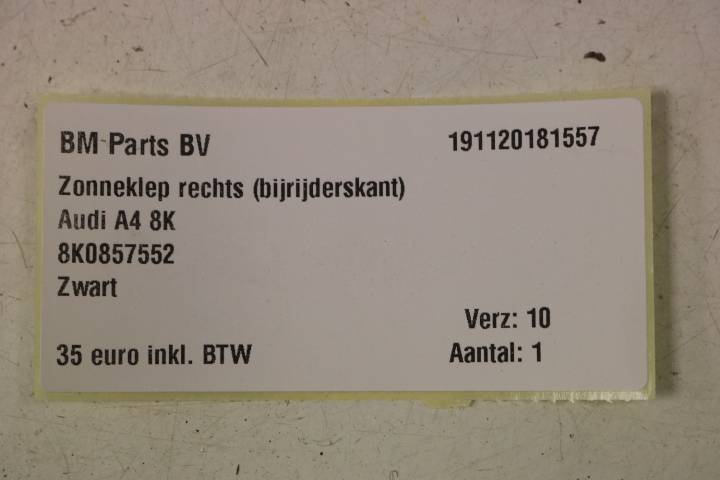 BM Parts BV 191120181557
Zonneklep rechts (bijrijderskant)
Audi A4 8K
8K0857552
Zwart
Verz: 10
35 euro inkl. BTW Aantal: 1